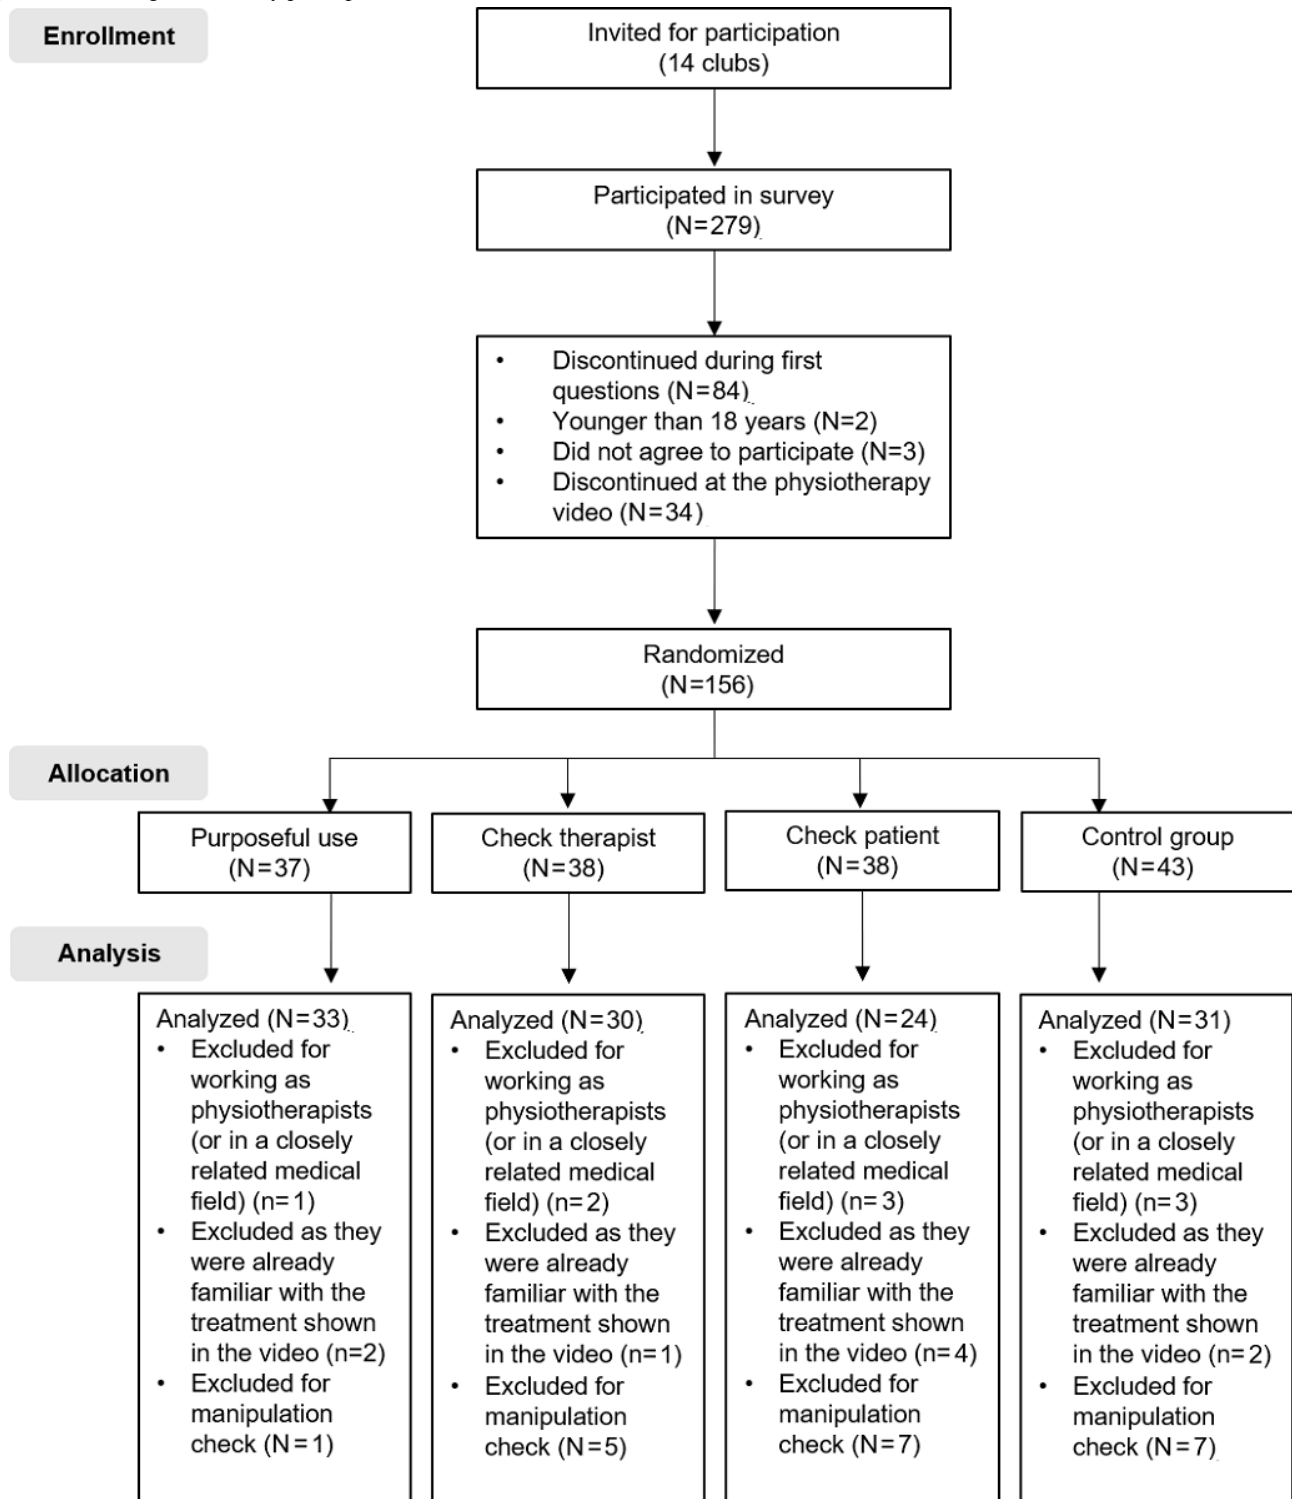 Enrollment
Invited for participation
(14 clubs)
Participated in survey
(N=279)
• Discontinued during first
questions (N=84)
• Younger than 18 years (N=2)
• Did not agree to participate (N=3)
• Discontinued at the physiotherapy
video (N=34)
Randomized
(N=156)
Allocation
Purposeful use
(N=37)
Check therapist
(N=38)
Check patient
(N=38)
Control group
(N=43)
Analysis
Analyzed (N=33)
• Excluded for
working as
physiotherapists
(or in a closely
related medical
field) (n=1)
• Excluded as they
were already
familiar with the
treatment shown
in the video (n=2)
• Excluded for
manipulation
check (N=1)
Analyzed (N=30)
• Excluded for
working as
physiotherapists
(or in a closely
related medical
field) (n=2)
• Excluded as they
were already
familiar with the
treatment shown
in the video (n=1)
• Excluded for
manipulation
check (N=5)
Analyzed (N=24)
• Excluded for
working as
physiotherapists
(or in a closely
related medical
field) (n=3)
• Excluded as they
were already
familiar with the
treatment shown
in the video (n=4)
• Excluded for
manipulation
check (N=7)
Analyzed (N=31)
• Excluded for
working as
physiotherapists
(or in a closely
related medical
field) (n=3)
• Excluded as they
were already
familiar with the
treatment shown
in the video (n=2)
• Excluded for
manipulation
check (N=7)